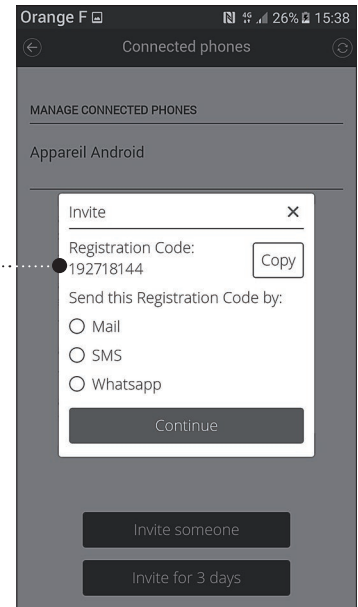 Orange F 4G 26% 15:38
Connected phones
MANAGE CONNECTED PHONES
Appareil Android
Invite
Registration Code:
192718144
Copy
Send this Registration Code by:
Mail
SMS
Whatsapp
Continue
Invite someone
Invite for 3 days